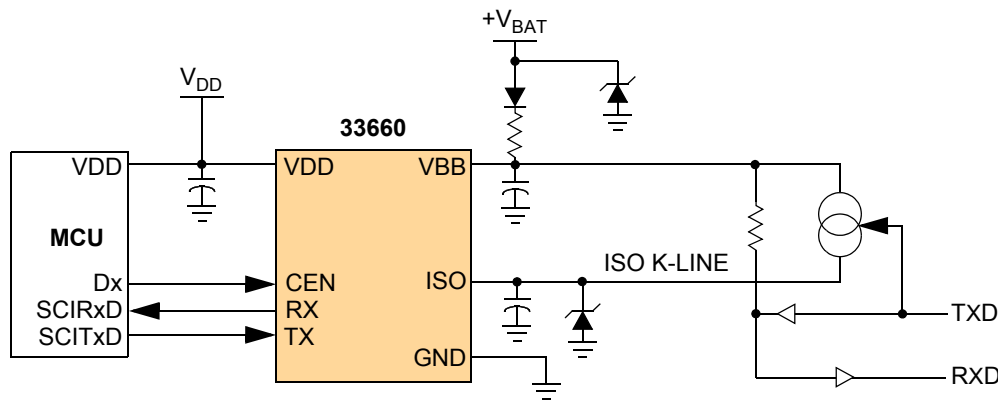 +VBAT
VDD
33660
VDD
VDD
VBB
MCU
ISO K-LINE
Dx
CEN
ISO
SCIRxD
RX
TXD
SCITxD
TX
GND
RXD